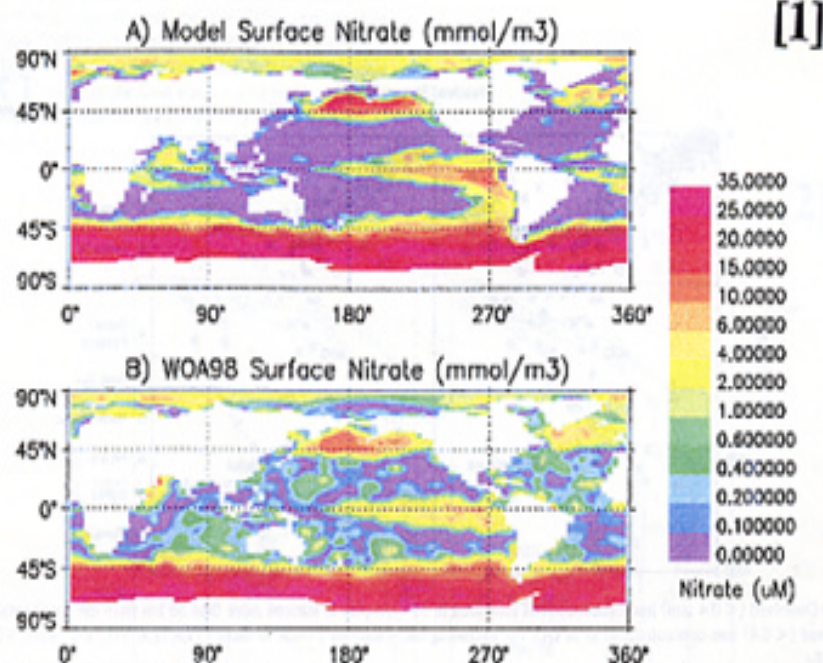 [1]
A) Model Surface Nitrate (mmol/m3)
90°N
45°N
0°
45°S
90°S
0° 90° 180° 270° 360°
B) WOA98 Surface Nitrate (mmol/m3)
90°N
45°N
0°
45°S
90°S
0° 90° 180° 270° 360°
35.0000
25.0000
20.0000
15.0000
10.0000
6.00000
4.00000
2.00000
1.00000
0.600000
0.400000
0.200000
0.100000
0.00000
Nitrate (uM)